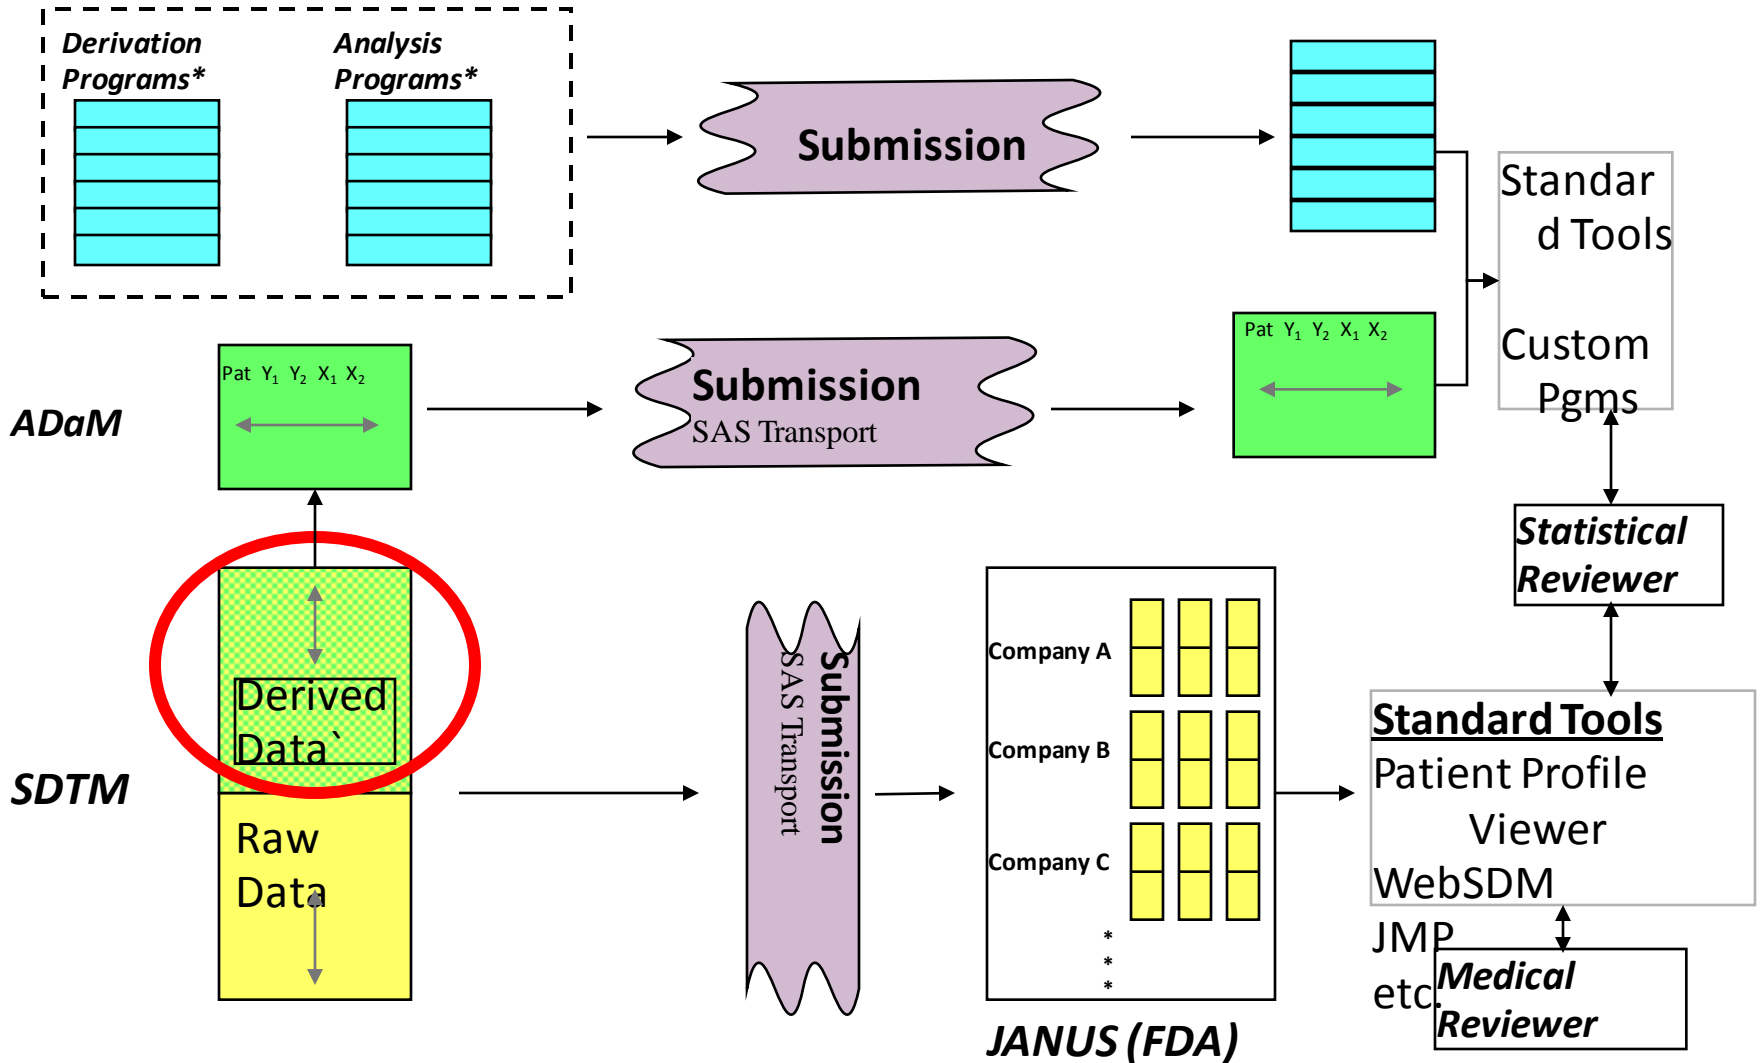 Derivation
Programs*
Analysis
Programs*
Submission
Standar
d Tools
Custom
Pgms
Pat Y₁ Y₂ X₁ X₂
Submission
SAS Transport
Pat Y₁ Y₂ X₁ X₂
ADaM
Statistical
Reviewer
Derived
Data`
SDTM
Raw
Data
Submission
SAS Transport
Company A
Company B
Company C
*
*
*
JANUS (FDA)
Standard Tools
Patient Profile
Viewer
WebSDM
JMP
etc.
Medical
Reviewer